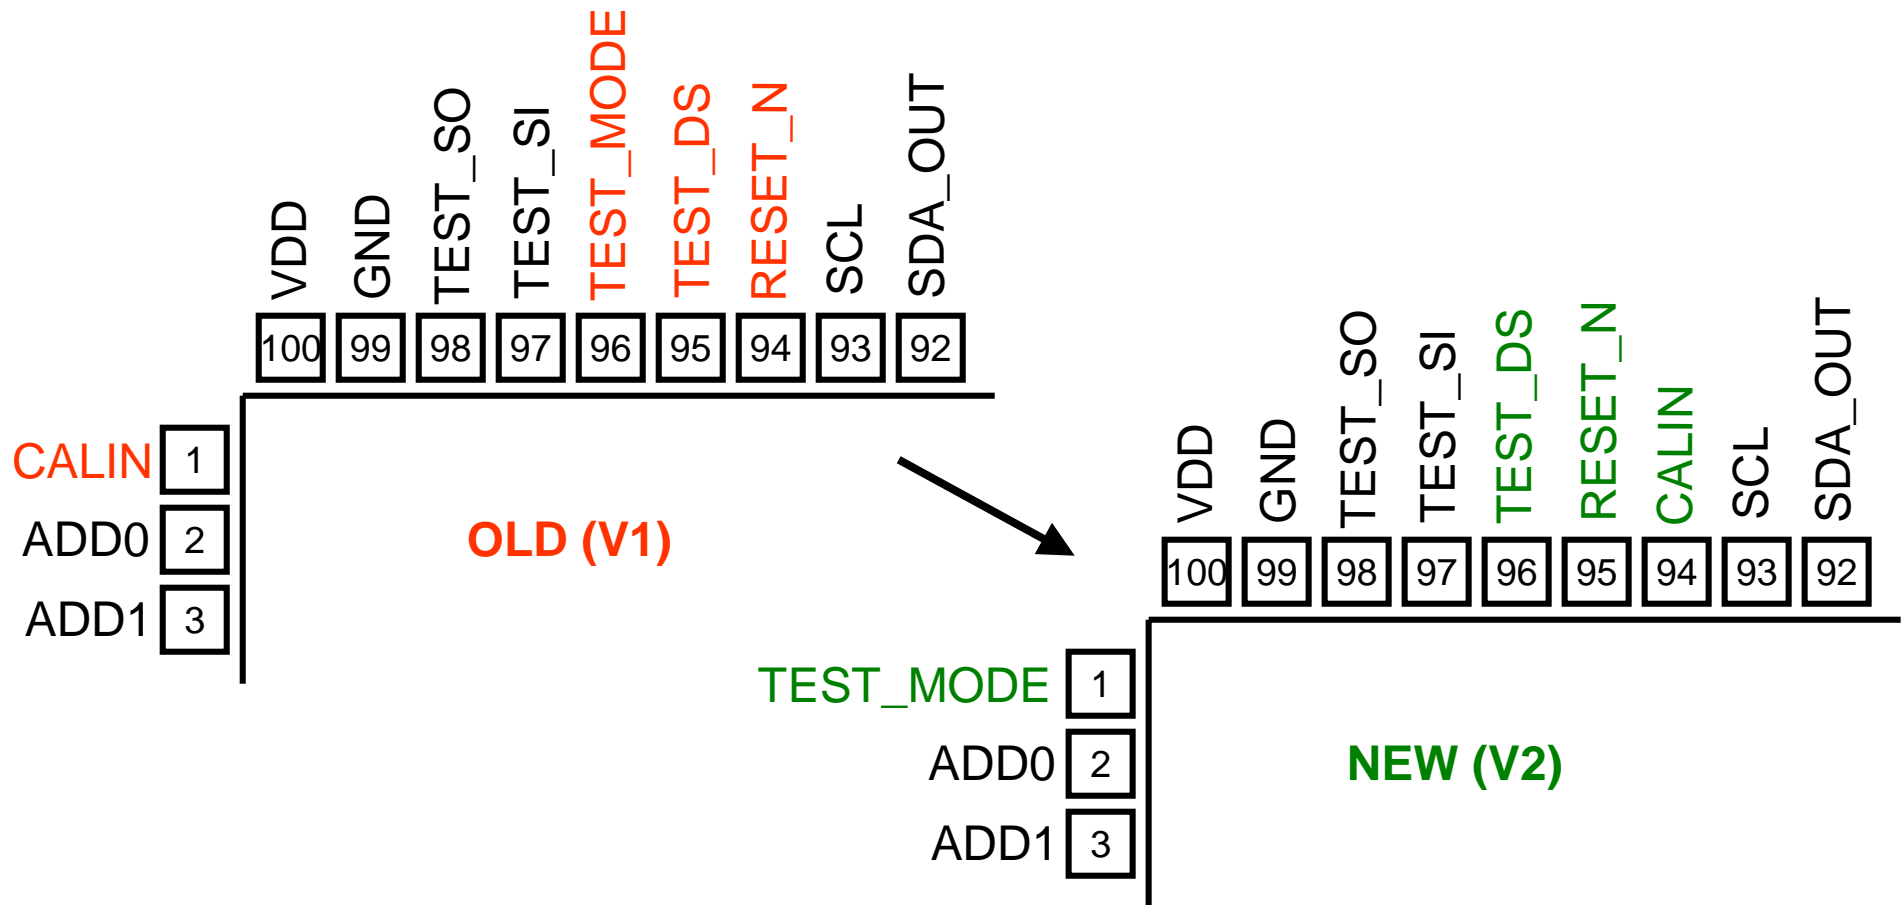 VDD
GND
TEST_SO
TEST_SI
TEST_MODE
TEST_DS
RESET_N
SCL
SDA_OUT
100 99 98 97 96 95 94 93 92
CALIN 1
ADD0 2
ADD1 3
OLD (V1)
VDD
GND
TEST_SO
TEST_SI
TEST_DS
RESET_N
CALIN
SCL
SDA_OUT
100 99 98 97 96 95 94 93 92
TEST_MODE 1
ADD0 2
ADD1 3
NEW (V2)